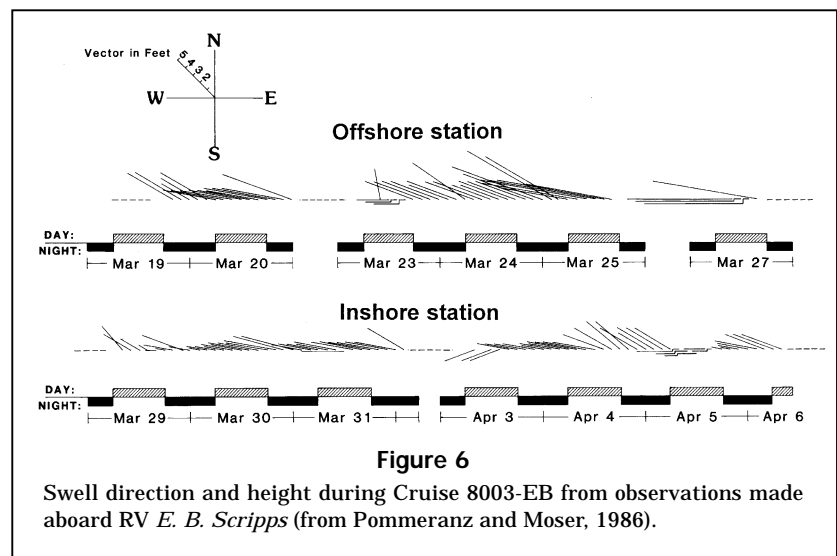 N
Vector in Feet 5 4 3 2
W E
S
Offshore station
DAY:
NIGHT:
Mar 19 Mar 20 Mar 23 Mar 24 Mar 25 Mar 27
Inshore station
DAY:
NIGHT:
Mar 29 Mar 30 Mar 31 Apr 3 Apr 4 Apr 5 Apr 6
Figure 6
Swell direction and height during Cruise 8003-EB from observations made
aboard RV E. B. Scripps (from Pommeranz and Moser, 1986).